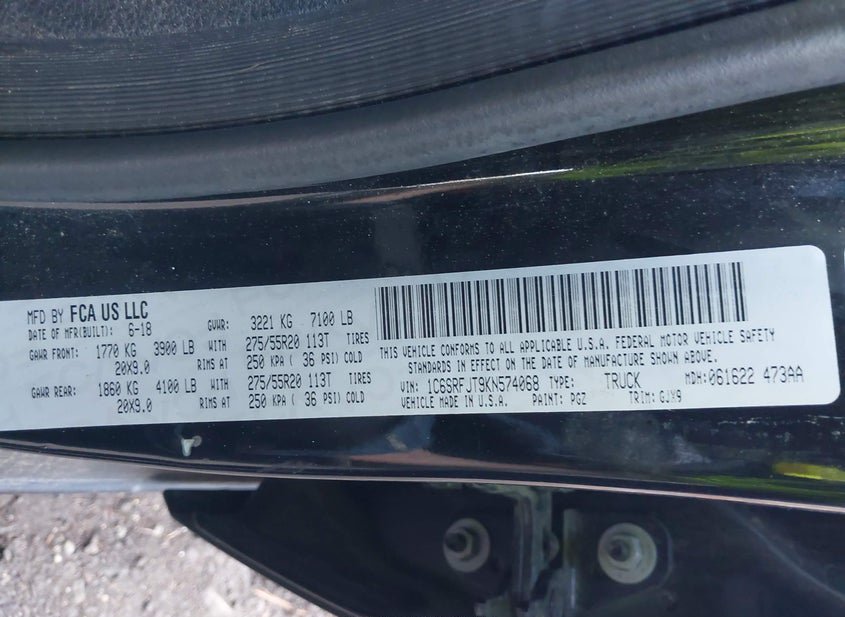 MFD BY FCA US LLC
DATE OF MFR(BUILT): 6-18 GVWR: 3221 KG 7100 LB
GAWR FRONT: 1770 KG 3900 LB WITH 275/55R20 113T TIRES
20X9.0 RIMS AT 250 KPA ( 36 PSI) COLD
GAWR REAR: 1860 KG 4100 LB WITH 275/55R20 113T TIRES
20X9.0 RIMS AT 250 KPA ( 36 PSI) COLD
THIS VEHICLE CONFORMS TO ALL APPLICABLE U.S.A. FEDERAL MOTOR VEHICLE SAFETY
STANDARDS IN EFFECT ON THE DATE OF MANUFACTURE SHOWN ABOVE.
VIN: 1C6SRFJT9KN574068 TYPE: TRUCK MDH:061622 473AA
VEHICLE MADE IN U.S.A. PAINT: PGZ TRIM: GJX9